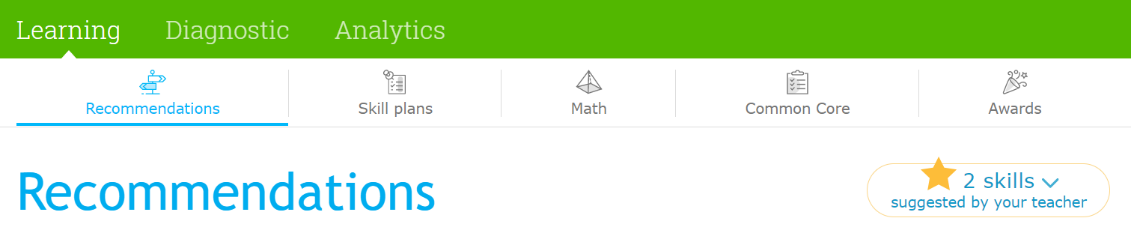 Learning Diagnostic Analytics
Recommendations Skill plans Math Common Core Awards
Recommendations
2 skills
suggested by your teacher